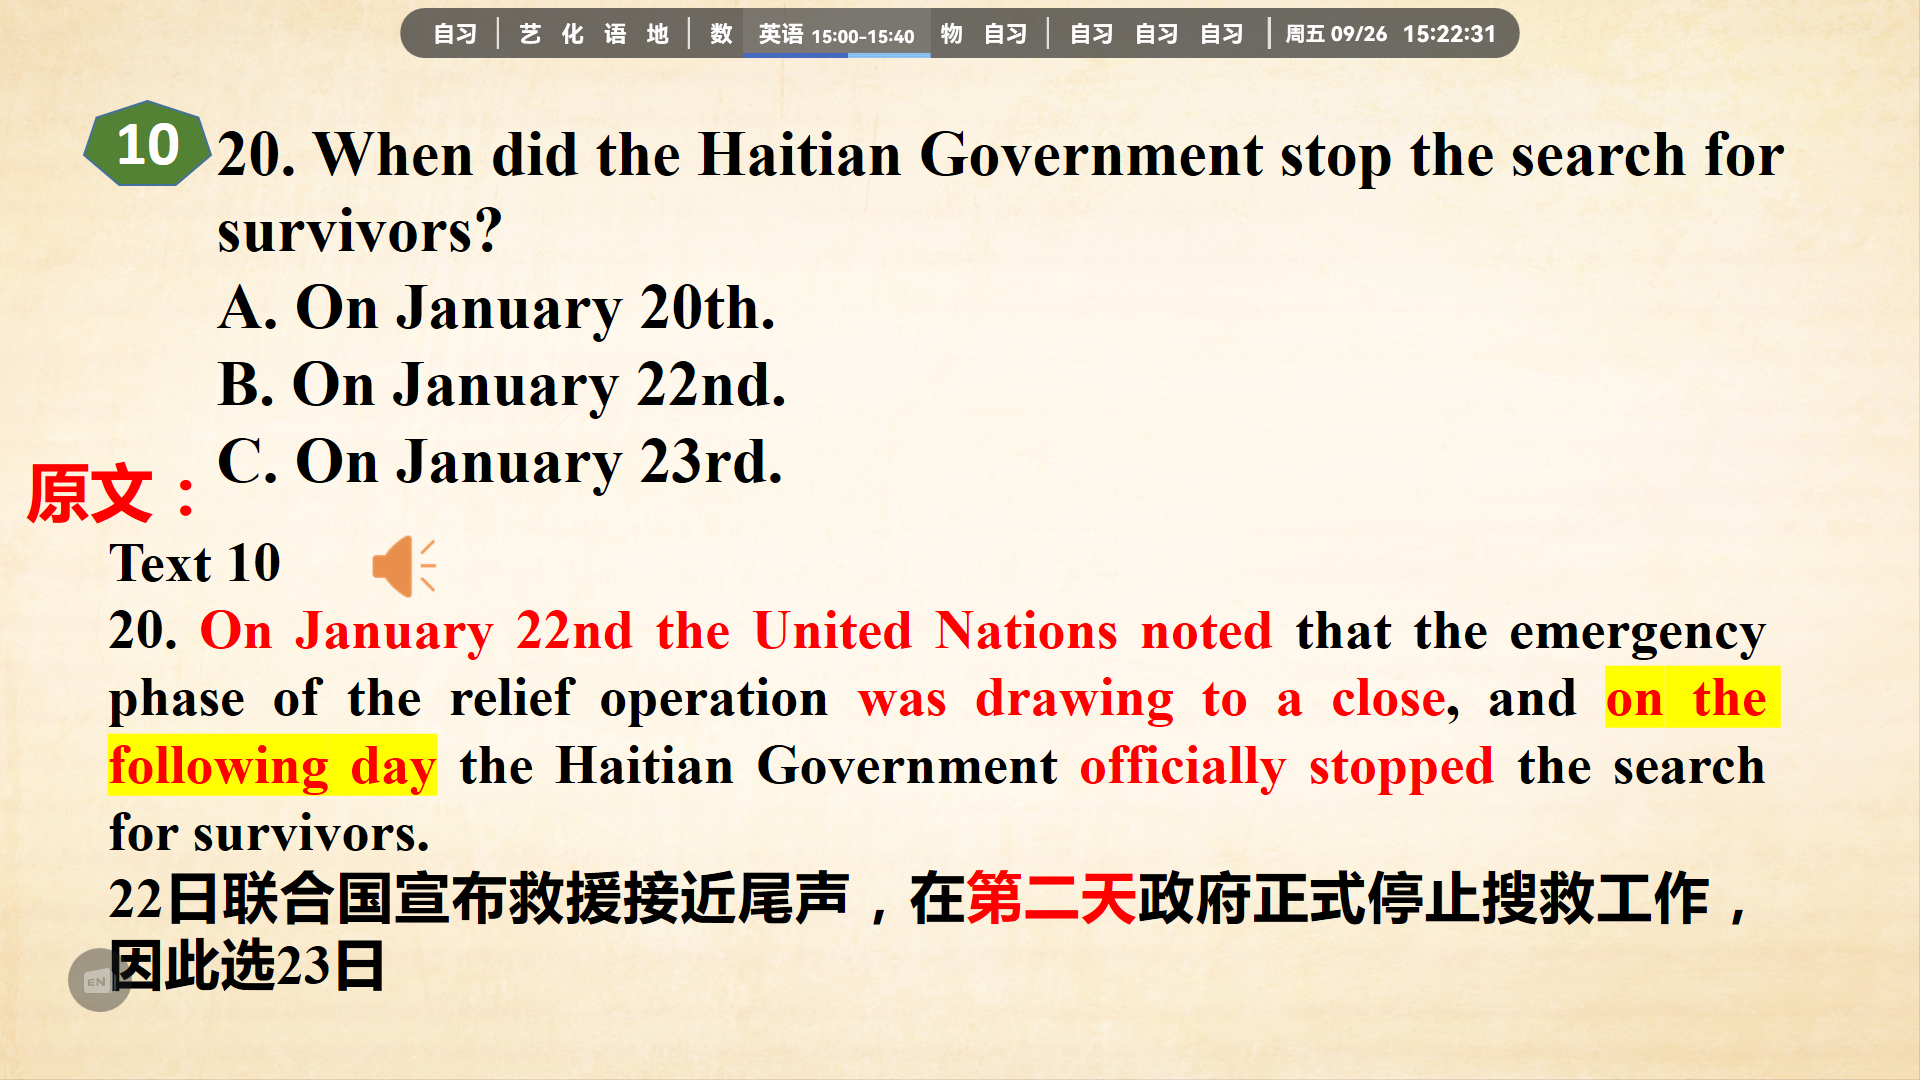 自习 | 艺 化 语 地 | 数 英语 15:00-15:40 物 自习 | 自习 自习 自习 | 周五 09/26 15:22:31
10
20. When did the Haitian Government stop the search for
survivors?
A. On January 20th.
B. On January 22nd.
C. On January 23rd.
原文：
Text 10
20. On January 22nd the United Nations noted that the emergency
phase of the relief operation was drawing to a close, and on the
following day the Haitian Government officially stopped the search
for survivors.
22日联合国宣布救援接近尾声，在第二天政府正式停止搜救工作，
因此选23日
EN